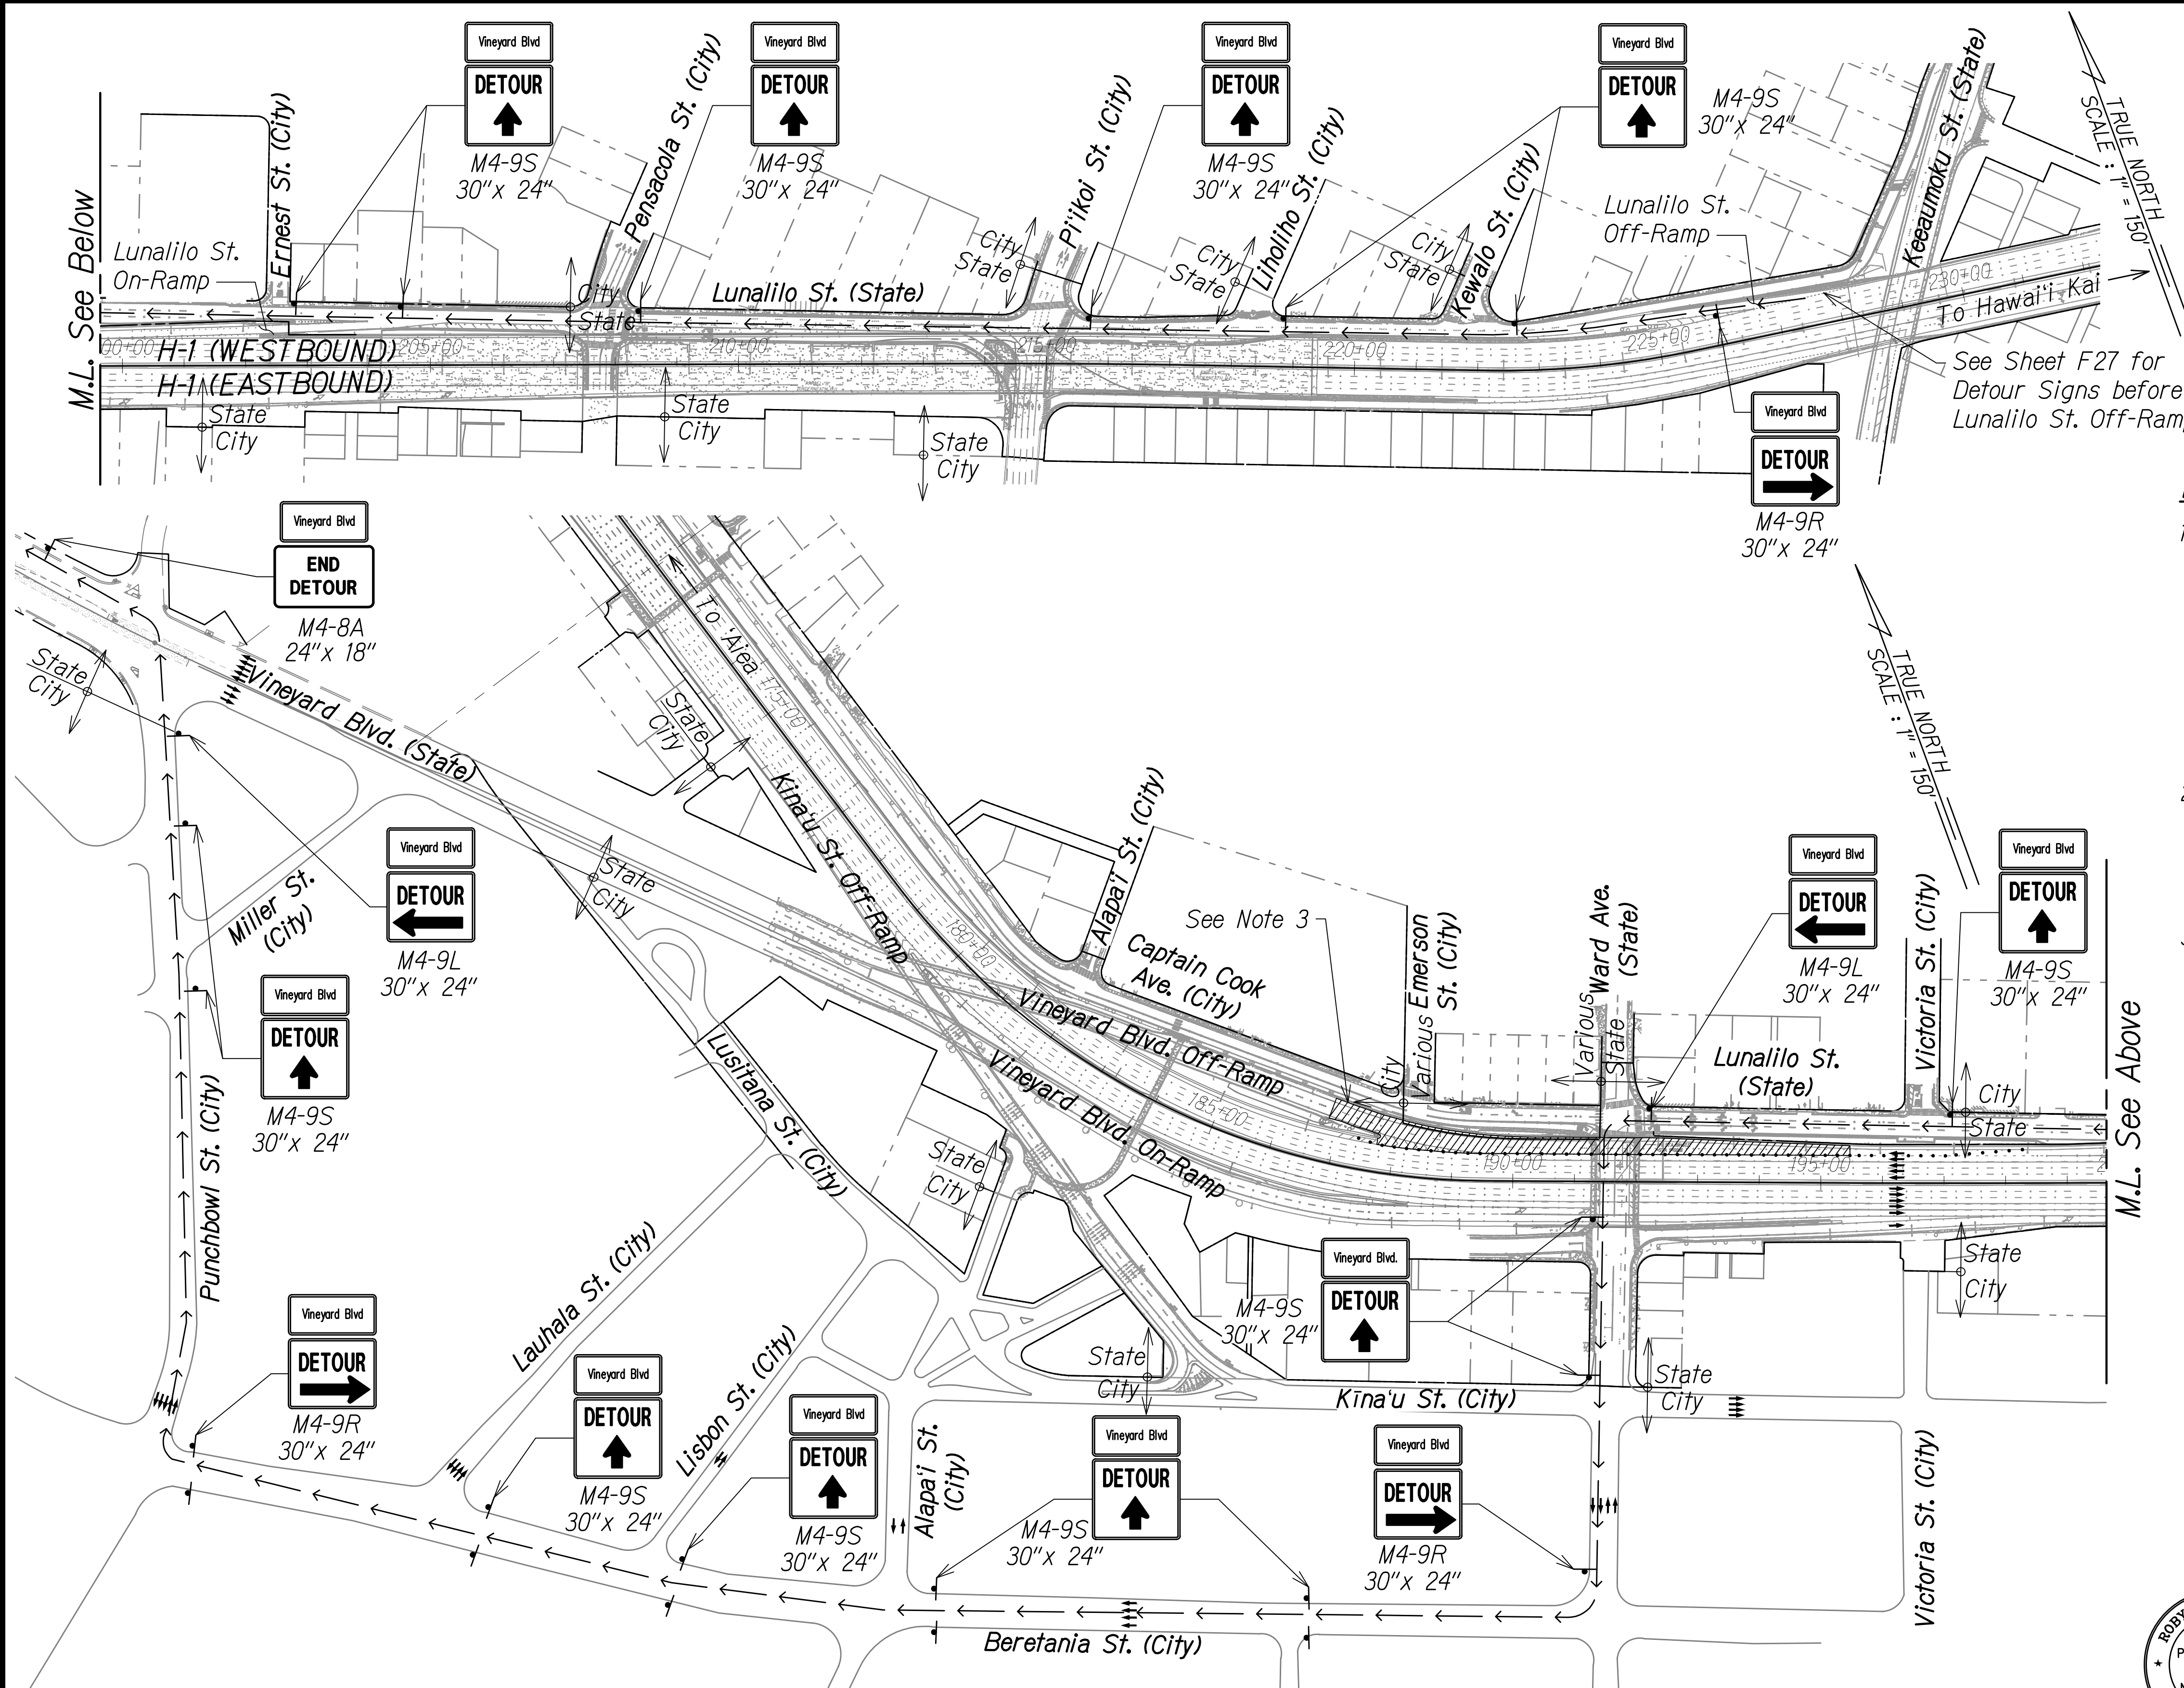 Vineyard Blvd
DETOUR
M4-9S
30"x 24"
Vineyard Blvd
DETOUR
M4-9S
30"x 24"
Vineyard Blvd
DETOUR
M4-9S
30"x 24"
Vineyard Blvd
DETOUR
M4-9S
30"x 24"
M.L. See Below
Ernest St. (City)
Pensacola St. (City)
Pi'ikoi St. (City)
Liholiho St. (City)
Kewalo St. (City)
Keeaumoku St. (State)
TRUE NORTH
SCALE : 1" = 150'
Lunalilo St.
On-Ramp
City
State
Lunalilo St. (State)
City
State
City
State
City
State
Lunalilo St.
Off-Ramp
230+00
To Hawai'i Kai
00+00
H-1 (WESTBOUND)
205+00
210+00
215+00
220+00
225+00
H-1 (EASTBOUND)
State
City
State
City
State
City
See Sheet F27 for
Detour Signs before
Lunalilo St. Off-Ram
Vineyard Blvd
DETOUR
M4-9R
30"x 24"
Vineyard Blvd
END
DETOUR
M4-8A
24"x 18"
State
City
Vineyard Blvd. (State)
To 'Aiea
175+00
State
City
Kina'u St. Off-Ramp
TRUE NORTH
SCALE : 1" = 150'
Vineyard Blvd
DETOUR
M4-9L
30"x 24"
Miller St.
(City)
State
City
180+00
Alapa'i St. (City)
Captain Cook
Ave. (City)
See Note 3
Vineyard Blvd. Off-Ramp
Vineyard Blvd. On-Ramp
185+00
City
Various
Emerson
St. (City)
Various
State
Ward Ave.
(State)
Vineyard Blvd
DETOUR
M4-9L
30"x 24"
Victoria St. (City)
Vineyard Blvd
DETOUR
M4-9S
30"x 24"
Lunalilo St.
(State)
City
State
190+00
195+00
2
M.L. See Above
State
City
Vineyard Blvd
DETOUR
M4-9S
30"x 24"
Punchbowl St. (City)
Lusitana St. (City)
State
City
Vineyard Blvd.
DETOUR
M4-9S
30"x 24"
State
City
Kīna'u St. (City)
State
City
Vineyard Blvd
DETOUR
M4-9R
30"x 24"
Lauhala St. (City)
Vineyard Blvd
DETOUR
M4-9S
30"x 24"
Lisbon St. (City)
Vineyard Blvd
DETOUR
M4-9S
30"x 24"
Alapa'i St.
(City)
Vineyard Blvd
DETOUR
M4-9S
30"x 24"
Vineyard Blvd
DETOUR
M4-9R
30"x 24"
Victoria St. (City)
Beretania St. (City)
ROBY
P